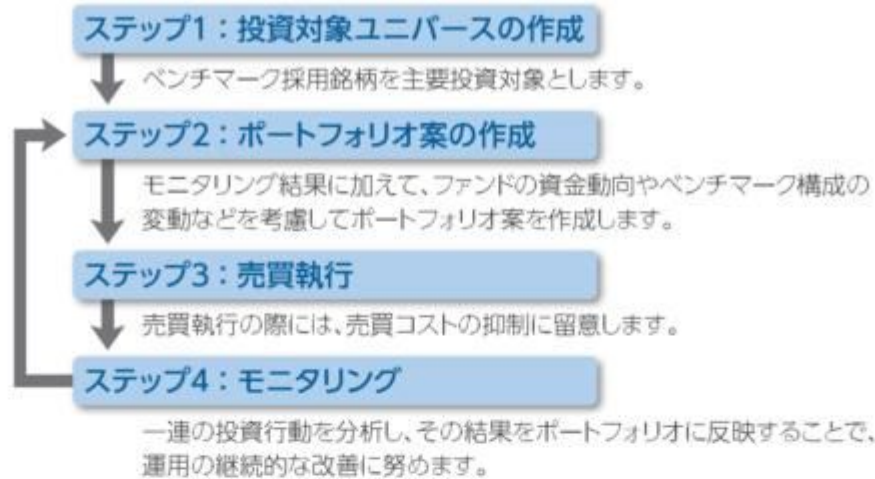 ステップ1：投資対象ユニバースの作成
ベンチマーク採用銘柄を主要投資対象とします。
ステップ2：ポートフォリオ案の作成
モニタリング結果に加えて、ファンドの資金動向やベンチマーク構成の
変動などを考慮してポートフォリオ案を作成します。
ステップ3：売買執行
売買執行の際には、売買コストの抑制に留意します。
ステップ4：モニタリング
一連の投資行動を分析し、その結果をポートフォリオに反映することで、
運用の継続的な改善に努めます。